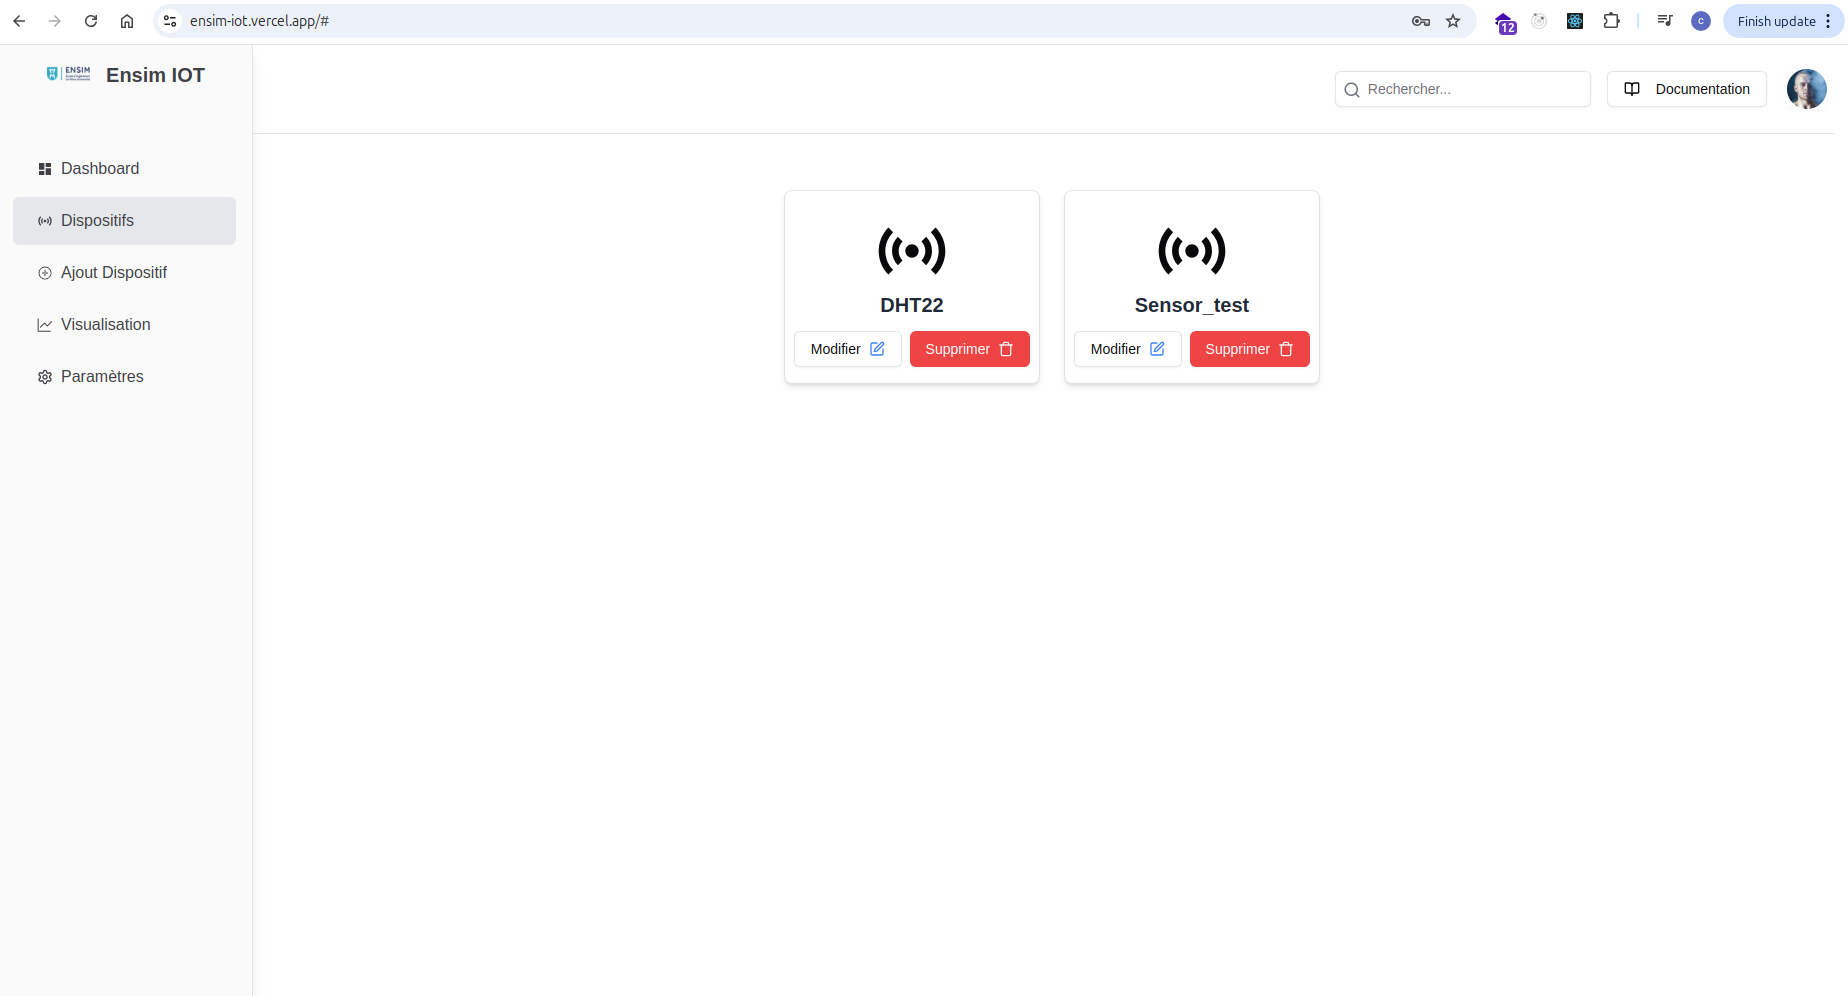 ensim-iot.vercel.app/#
12
C
Finish update
ENSIM
Ensim IOT
Rechercher...
Documentation
Dashboard
Dispositifs
Ajout Dispositif
Visualisation
Paramètres
DHT22
Modifier
Supprimer
Sensor_test
Modifier
Supprimer